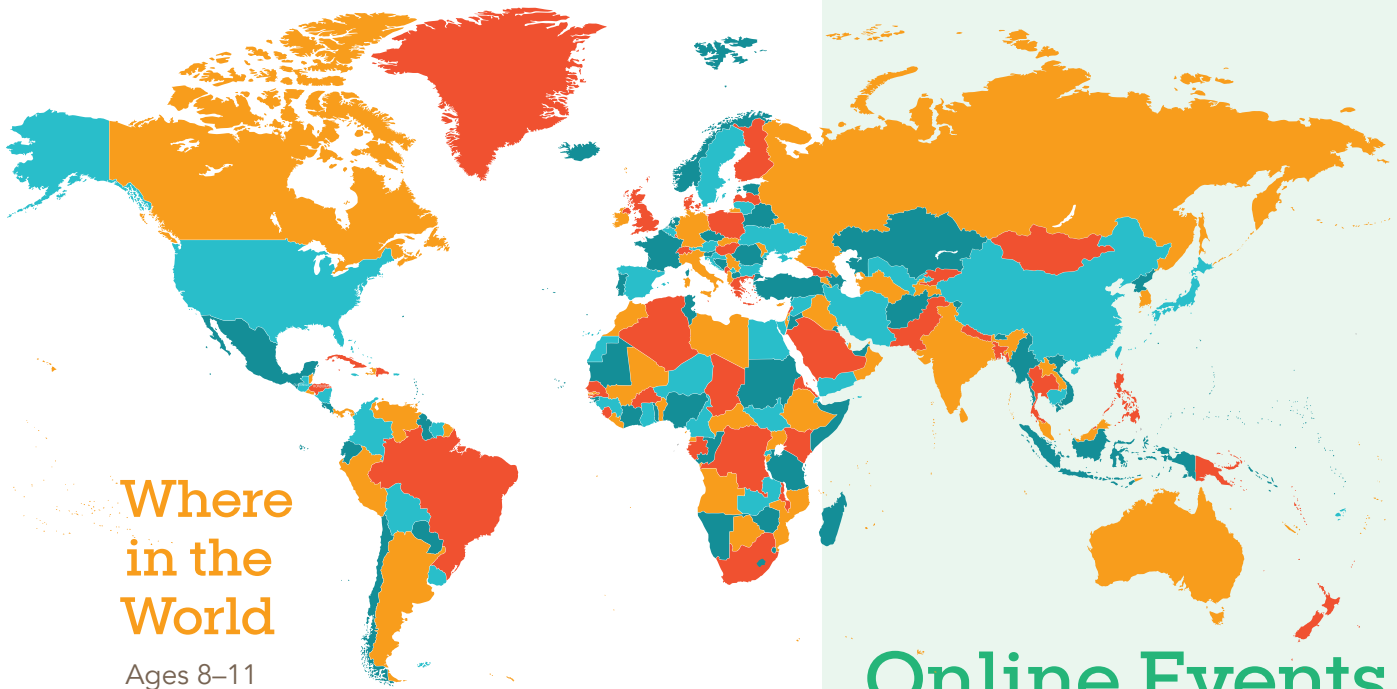 Where
in the
World
Ages 8–11
Online Events